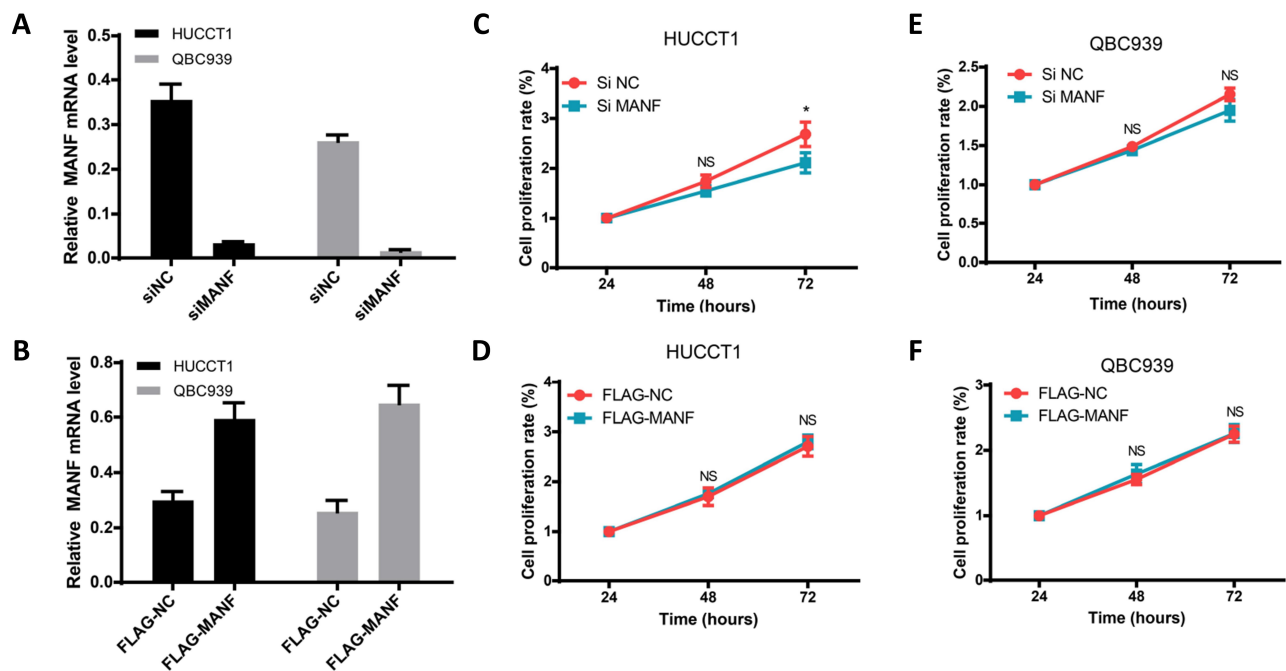 A
Relative MANF mRNA level
HUCCT1
QBC939
0.5
0.4
0.3
0.2
0.1
0.0
siNC
siMANF
siNC
siMANF
B
Relative MANF mRNA level
HUCCT1
QBC939
0.8
0.6
0.4
0.2
0.0
FLAG-NC
FLAG-MANF
FLAG-NC
FLAG-MANF
C
HUCCT1
Cell proliferation rate (%)
Si NC
Si MANF
4
3
2
1
0
NS
*
24
48
72
Time (hours)
D
HUCCT1
Cell proliferation rate (%)
FLAG-NC
FLAG-MANF
4
3
2
1
0
NS
NS
24
48
72
Time (hours)
E
QBC939
Cell proliferation rate (%)
Si NC
Si MANF
2.5
2.0
1.5
1.0
0.5
0.0
NS
NS
24
48
72
Time (hours)
F
QBC939
Cell proliferation rate (%)
FLAG-NC
FLAG-MANF
3
2
1
0
NS
NS
24
48
72
Time (hours)